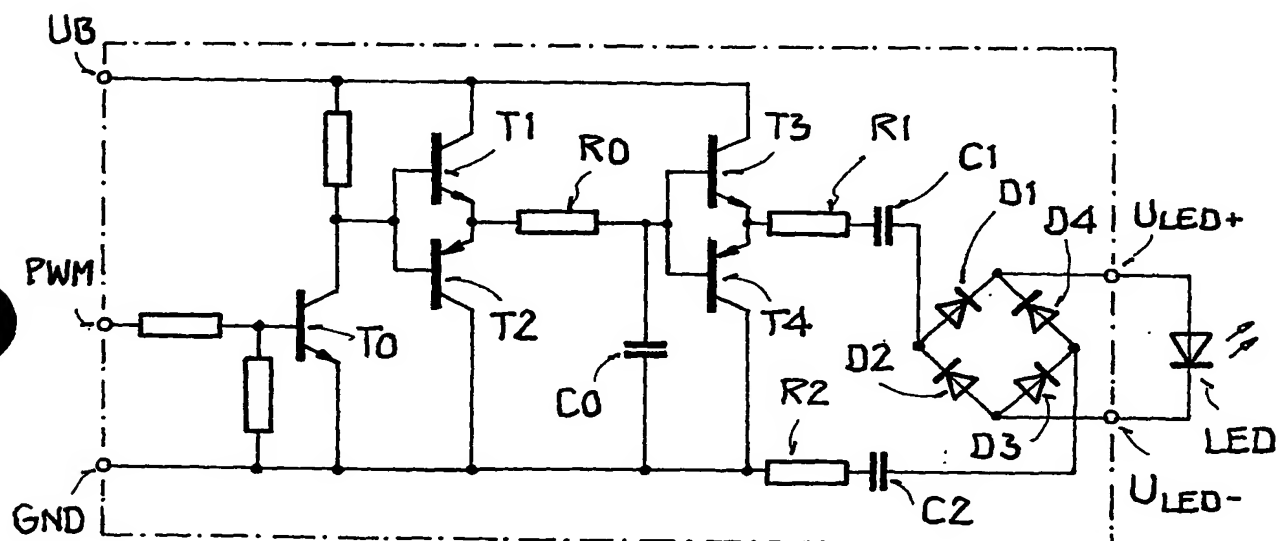 UB
T1
R0
T3
R1
C1
D1
D4
ULED+
PWM
T0
T2
C0
T4
D2
R2
D3
LED
GND
C2
ULED-